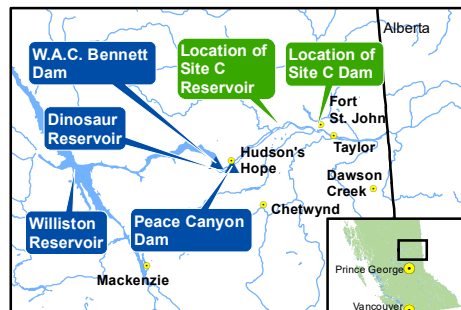 Alberta
W.A.C. Bennett
Dam
Location of
Site C
Reservoir
Location of
Site C Dam
Fort
St. John
Dinosaur
Reservoir
Taylor
Hudson's
Hope
Dawson
Creek
Williston
Reservoir
Peace Canyon
Dam
Chetwynd
Mackenzie
Prince George
Vancouver